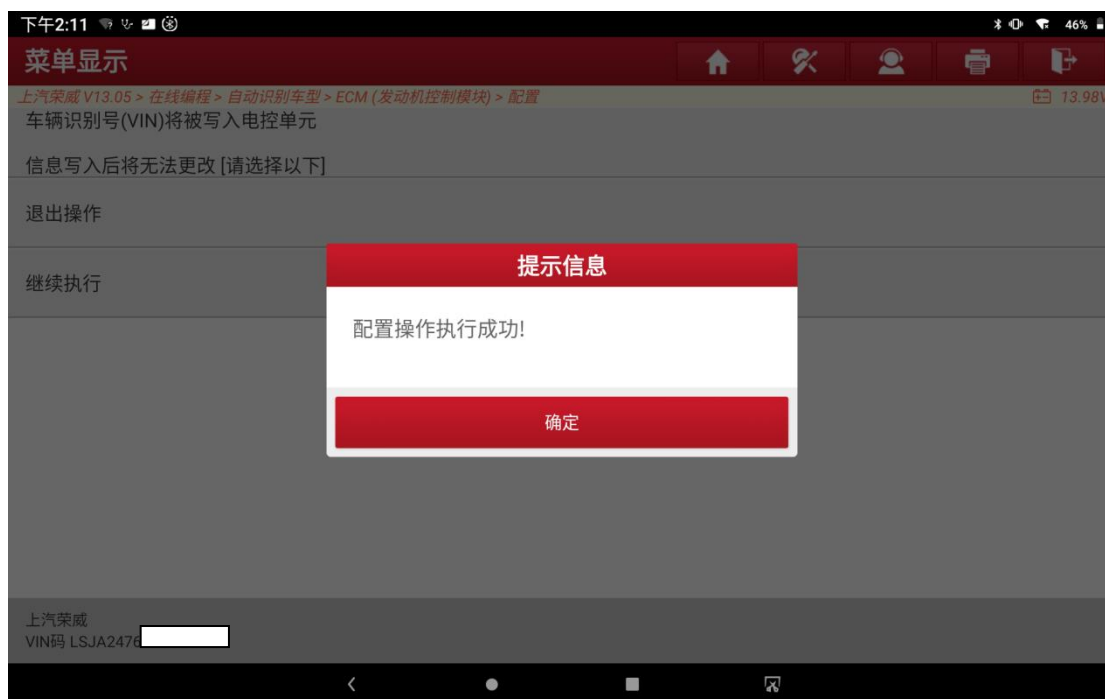 下午2:11
46%
菜单显示
上汽荣威 V13.05 > 在线编程 > 自动识别车型 > ECM (发动机控制模块) > 配置
13.98V
车辆识别号(VIN)将被写入电控单元
信息写入后将无法更改 [请选择以下]
退出操作
提示信息
继续执行
配置操作执行成功!
确定
上汽荣威
VIN码 LSJA2476